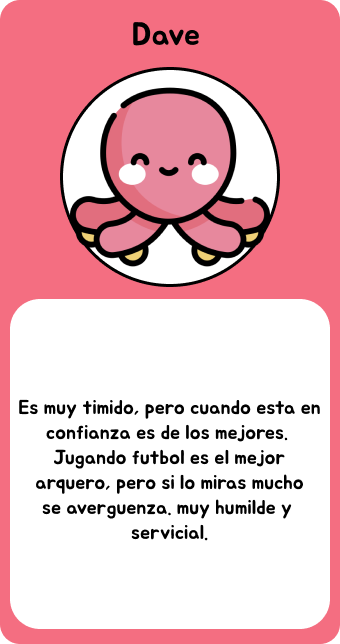 Dave
Es muy timido, pero cuando esta en
confianza es de los mejores.
Jugando futbol es el mejor
arquero, pero si lo miras mucho
se averguenza. muy humilde y
servicial.